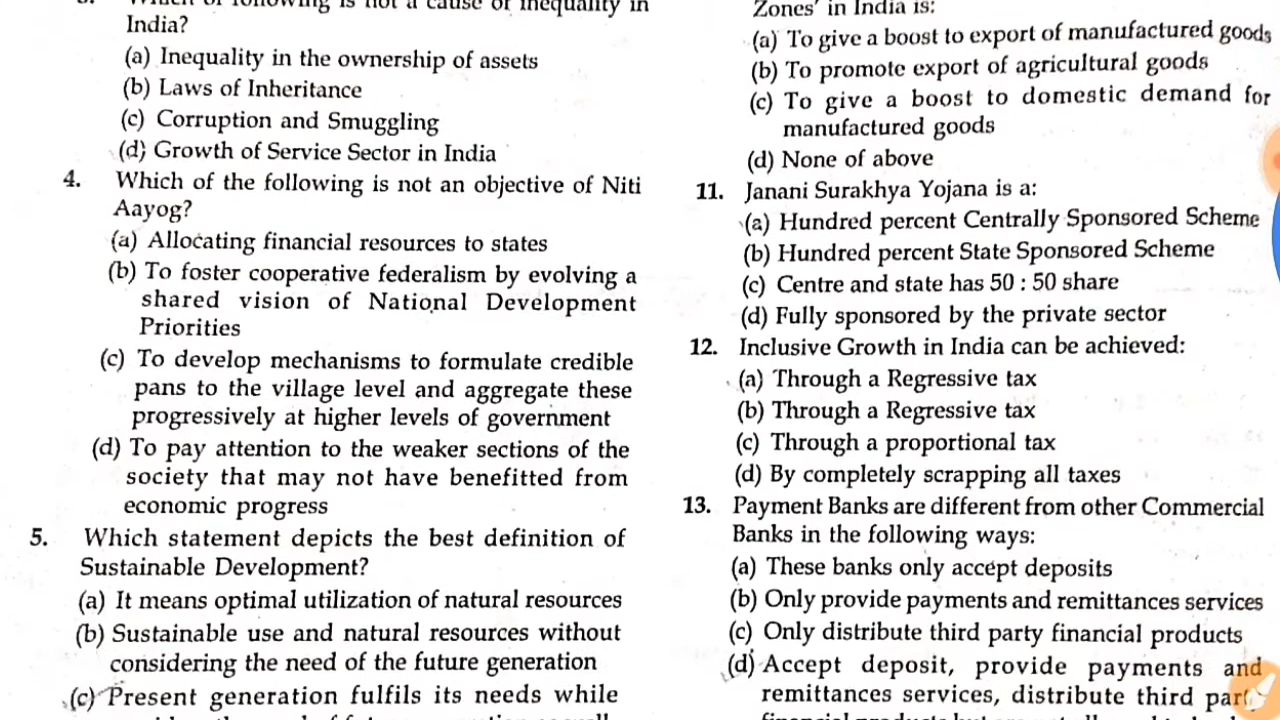 Which of following is not a cause of inequality in
India?
(a) Inequality in the ownership of assets
(b) Laws of Inheritance
(c) Corruption and Smuggling
(d) Growth of Service Sector in India
4. Which of the following is not an objective of Niti
Aayog?
(a) Allocating financial resources to states
(b) To foster cooperative federalism by evolving a
shared vision of National Development
Priorities
(c) To develop mechanisms to formulate credible
pans to the village level and aggregate these
progressively at higher levels of government
(d) To pay attention to the weaker sections of the
society that may not have benefitted from
economic progress
5. Which statement depicts the best definition of
Sustainable Development?
(a) It means optimal utilization of natural resources
(b) Sustainable use and natural resources without
considering the need of the future generation
(c) Present generation fulfils its needs while
Zones' in India is:
(a) To give a boost to export of manufactured goods
(b) To promote export of agricultural goods
(c) To give a boost to domestic demand for
manufactured goods
(d) None of above
11. Janani Surakhya Yojana is a:
(a) Hundred percent Centrally Sponsored Scheme
(b) Hundred percent State Sponsored Scheme
(c) Centre and state has 50 : 50 share
(d) Fully sponsored by the private sector
12. Inclusive Growth in India can be achieved:
(a) Through a Regressive tax
(b) Through a Regressive tax
(c) Through a proportional tax
(d) By completely scrapping all taxes
13. Payment Banks are different from other Commercial
Banks in the following ways:
(a) These banks only accept deposits
(b) Only provide payments and remittances services
(c) Only distribute third party financial products
(d) Accept deposit, provide payments and
remittances services, distribute third party